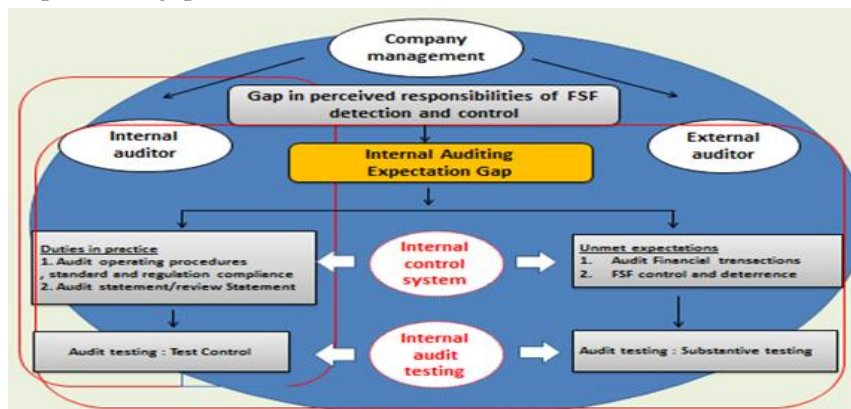 Company
management
Gap in perceived responsibilities of FSF
detection and control
Internal
auditor
External
auditor
Internal Auditing
Expectation Gap
Duties in practice
1. Audit operating procedures
, standard and regulation compliance
2. Audit statement/review Statement
Internal
control
system
Unmet expectations
1. Audit Financial transactions
2. FSF control and deterrence
Audit testing : Test Control
Internal
audit
testing
Audit testing : Substantive testing